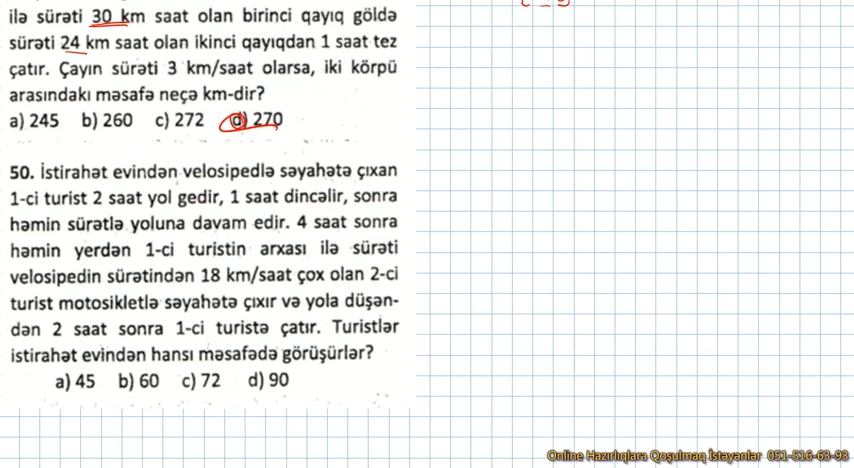 ilə sürəti 30 km saat olan birinci qayıq göldə
sürəti 24 km saat olan ikinci qayıqdan 1 saat tez
çatır. Çayın sürəti 3 km/saat olarsa, iki körpü
arasındakı məsafə neçə km-dir?
a) 245 b) 260 c) 272 d) 270
50. İstirahət evindən velosipedlə səyahətə çıxan
1-ci turist 2 saat yol gedir, 1 saat dincəlir, sonra
həmin sürətlə yoluna davam edir. 4 saat sonra
həmin yerdən 1-ci turistin arxası ilə sürəti
velosipedin sürətindən 18 km/saat çox olan 2-ci
turist motosikletlə səyahətə çıxır və yola düşən-
dən 2 saat sonra 1-ci turistə çatır. Turistlər
istirahət evindən hansı məsafədə görüşürlər?
a) 45 b) 60 c) 72 d) 90
Online Hazırlıqlara Qoşulmaq İstəyənlər 051-516-63-93